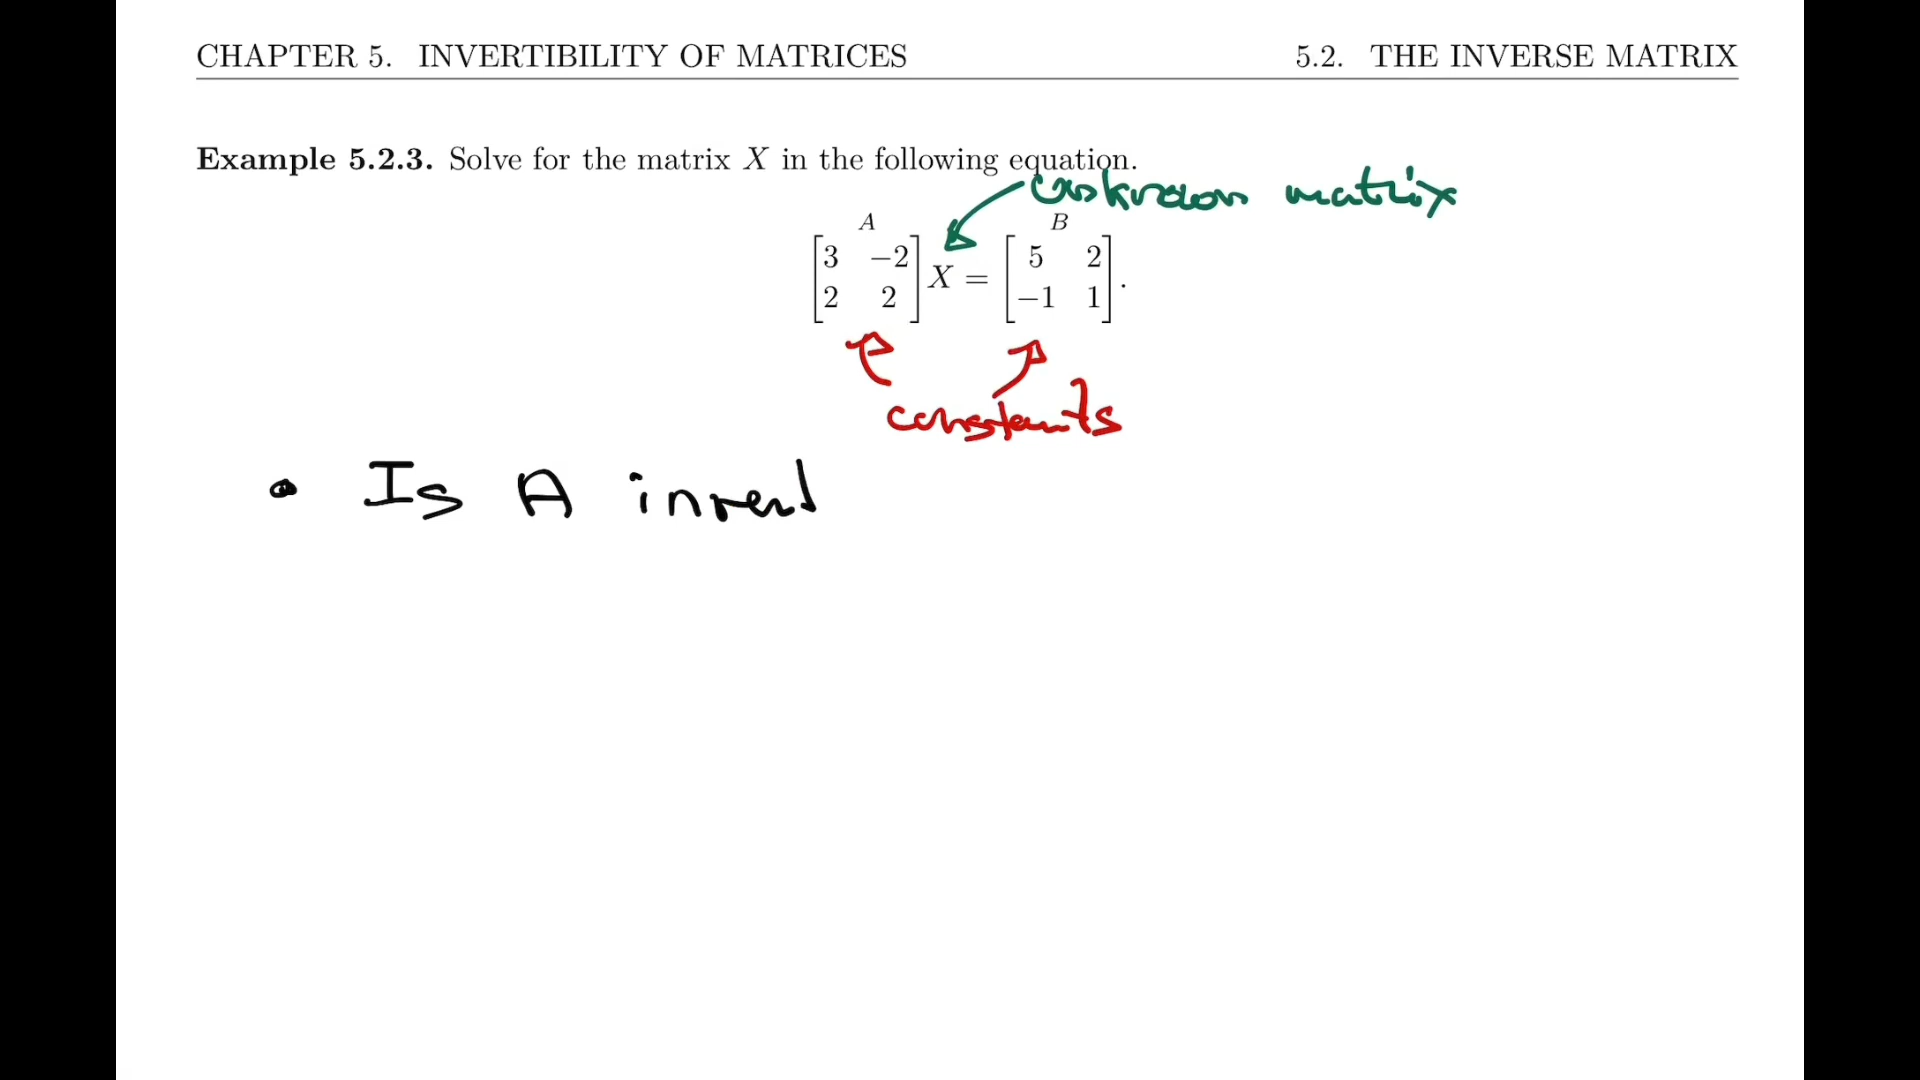 CHAPTER 5. INVERTIBILITY OF MATRICES 5.2. THE INVERSE MATRIX
Example 5.2.3. Solve for the matrix X in the following equation.
unknown matrix
A B
[3 −2] X = [5 2].
[2 2] [−1 1]
constants
• Is A invert